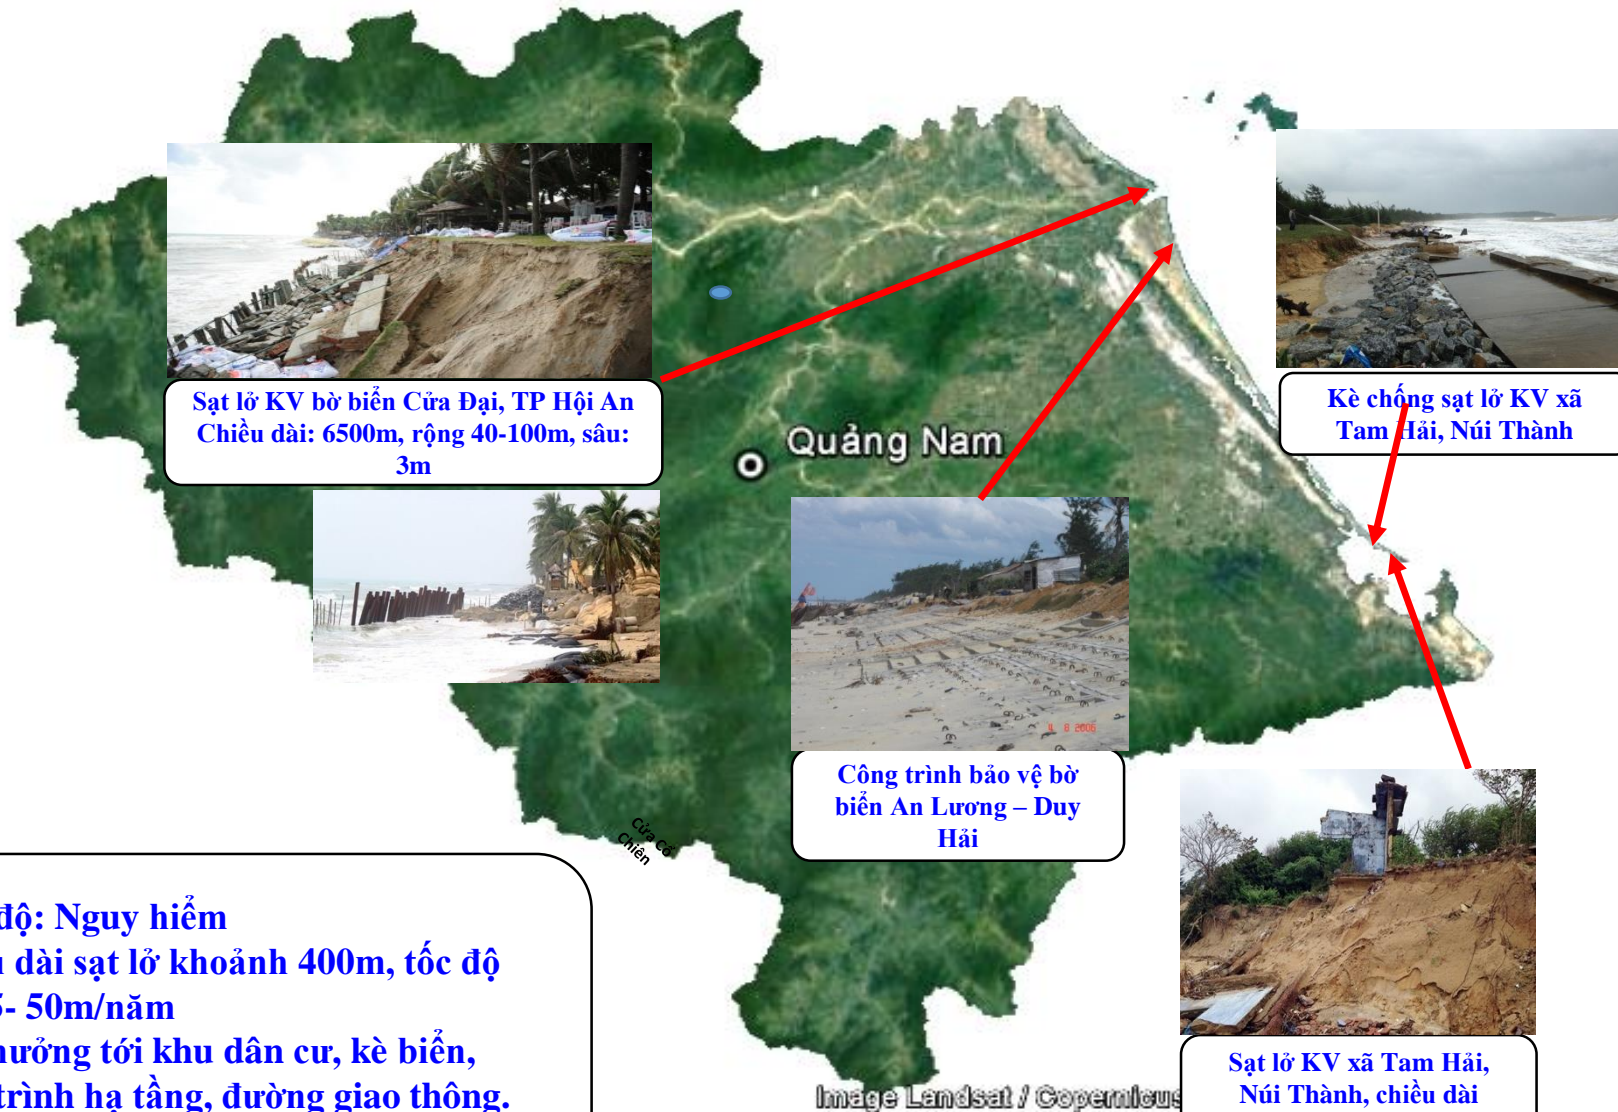 Sạt lở KV bờ biển Cửa Đại, TP Hội An
Chiều dài: 6500m, rộng 40-100m, sâu:
3m
Kè chống sạt lở KV xã
Tam Hải, Núi Thành
Quảng Nam
4 8 2006
Công trình bảo vệ bờ
biển An Lương – Duy
Hải
Cửa Cổ
Chiên
độ: Nguy hiểm
dài sạt lở khoảnh 400m, tốc độ
- 50m/năm
hưởng tới khu dân cư, kè biển,
trình hạ tầng, đường giao thông.
Sạt lở KV xã Tam Hải,
Núi Thành, chiều dài
Image Landsat / Copernicus